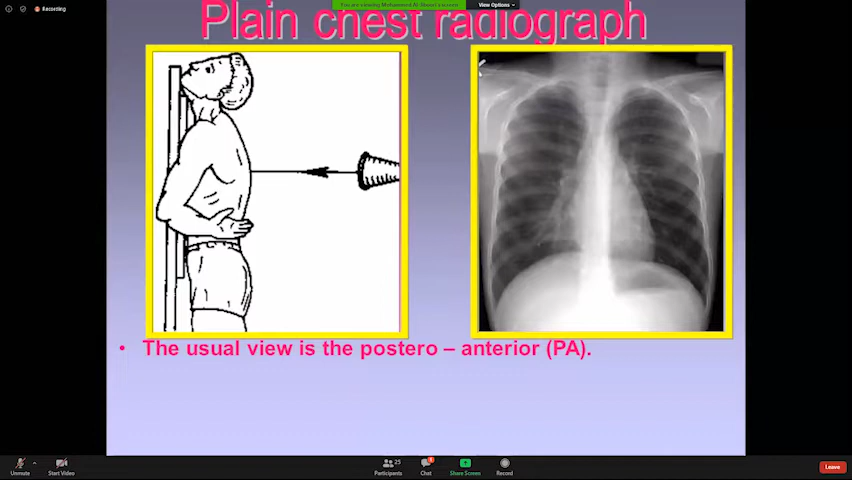 Recording
You are viewing Mohammed Al-Shatri's screen
View Options
Plain chest radiograph
• The usual view is the postero – anterior (PA).
Unmute
Start Video
Participants
25
Chat
Share Screen
Record
Leave